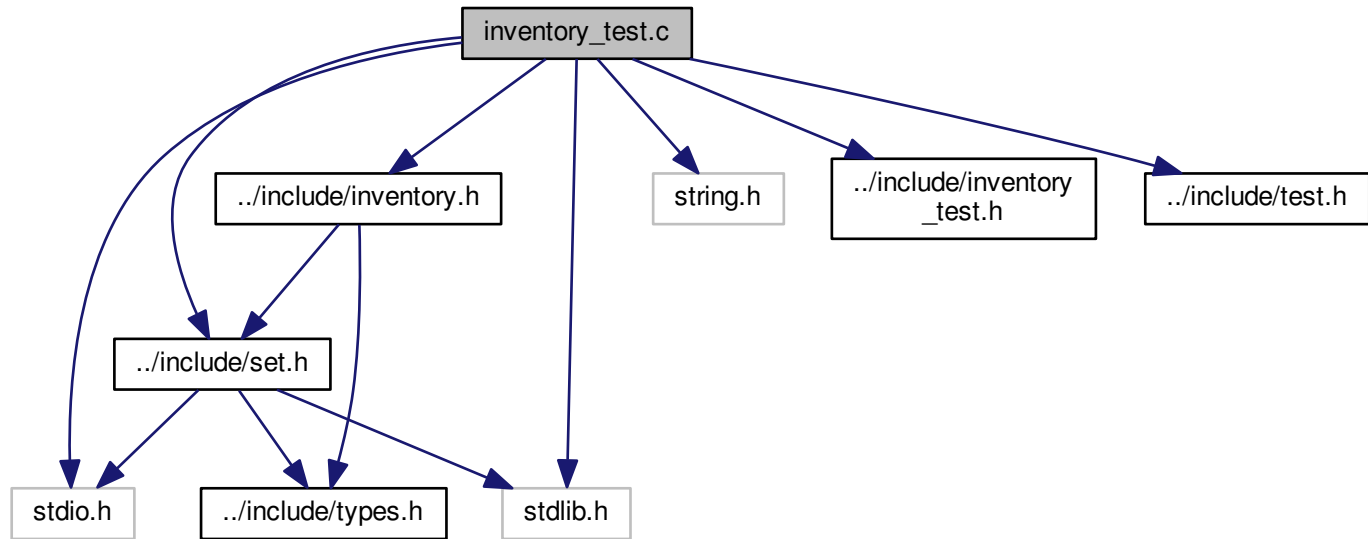 inventory_test.c
../include/inventory.h
string.h
../include/inventory
_test.h
../include/test.h
../include/set.h
stdio.h
../include/types.h
stdlib.h